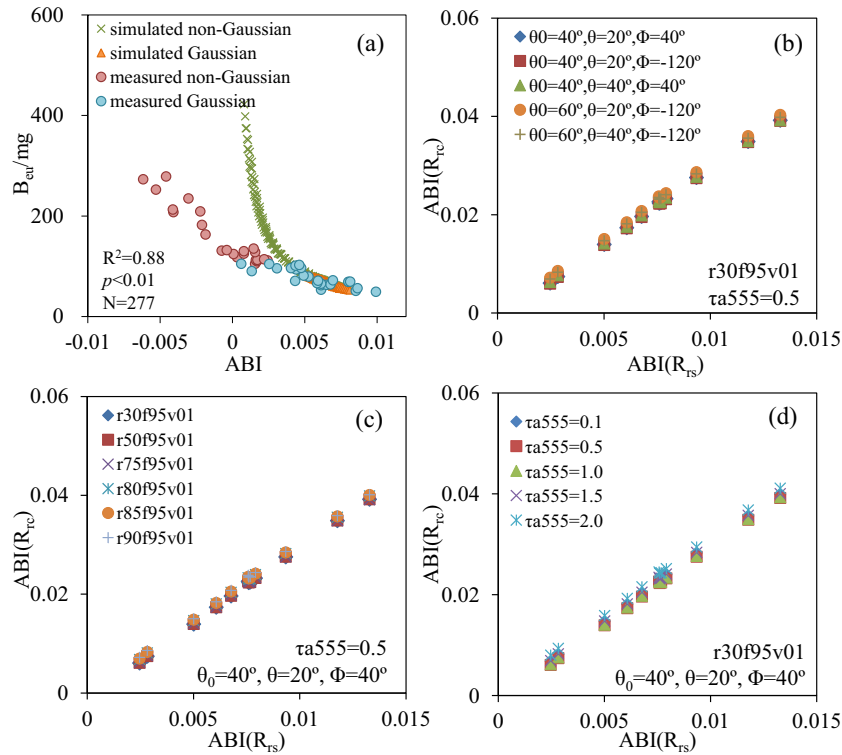 simulated non-Gaussian
simulated Gaussian
measured non-Gaussian
measured Gaussian
(a)
600
400
200
0
B_eu/mg
R²=0.88
p<0.01
N=277
-0.01 -0.005 0 0.005 0.01
ABI
θ0=40º,θ=20º,Φ=40º
θ0=40º,θ=20º,Φ=-120º
θ0=40º,θ=40º,Φ=40º
θ0=60º,θ=20º,Φ=-120º
θ0=60º,θ=40º,Φ=-120º
(b)
0.06
0.04
0.02
0
ABI(R_rc)
r30f95v01
τa555=0.5
0 0.005 0.01 0.015
ABI(R_rs)
r30f95v01
r50f95v01
r75f95v01
r80f95v01
r85f95v01
r90f95v01
(c)
0.06
0.04
0.02
0
ABI(R_rc)
τa555=0.5
θ₀=40º, θ=20º, Φ=40º
0 0.005 0.01 0.015
ABI(R_rs)
τa555=0.1
τa555=0.5
τa555=1.0
τa555=1.5
τa555=2.0
(d)
0.06
0.04
0.02
0
ABI(R_rc)
r30f95v01
θ₀=40º, θ=20º, Φ=40º
0 0.005 0.01 0.015
ABI(R_rs)